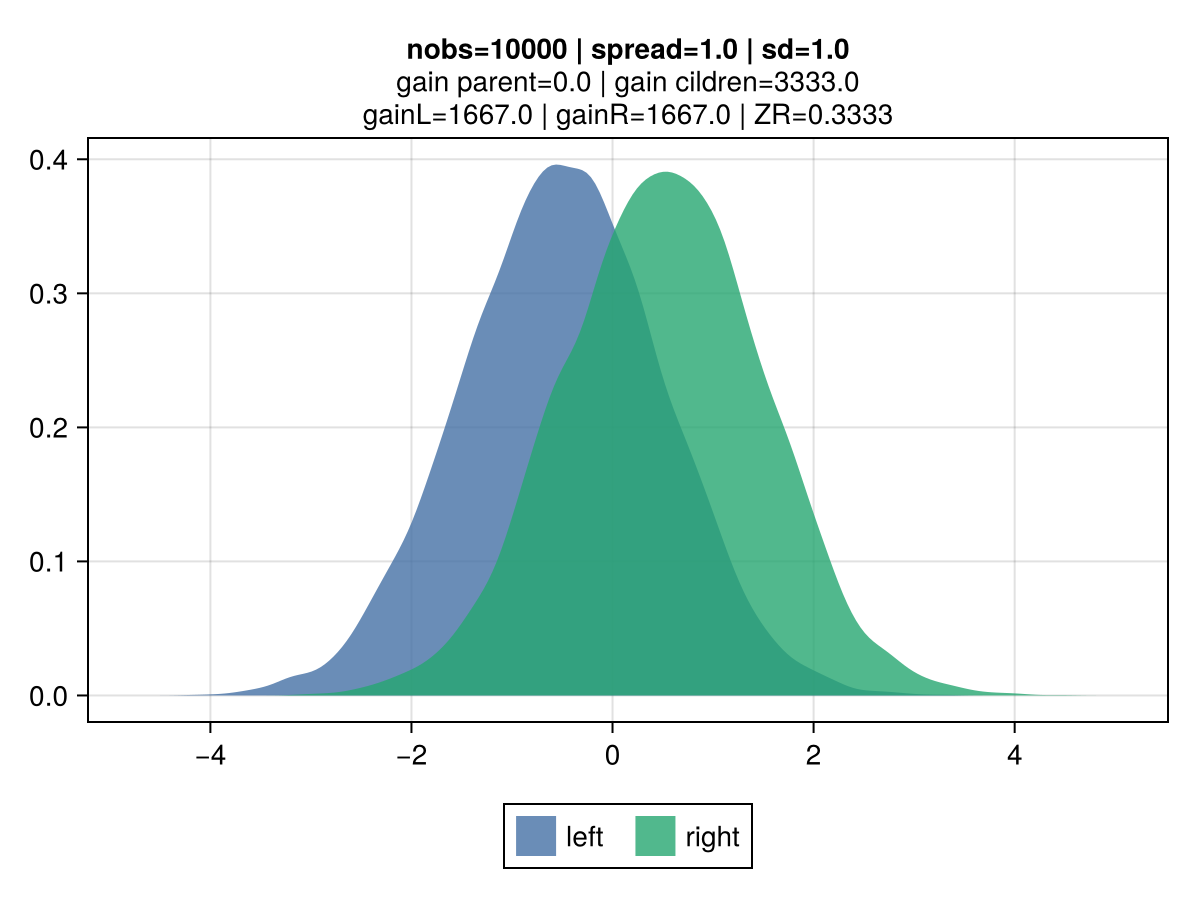 nobs=10000 | spread=1.0 | sd=1.0
gain parent=0.0 | gain cildren=3333.0
gainL=1667.0 | gainR=1667.0 | ZR=0.3333
0.4
0.3
0.2
0.1
0.0
−4 −2 0 2 4
left right